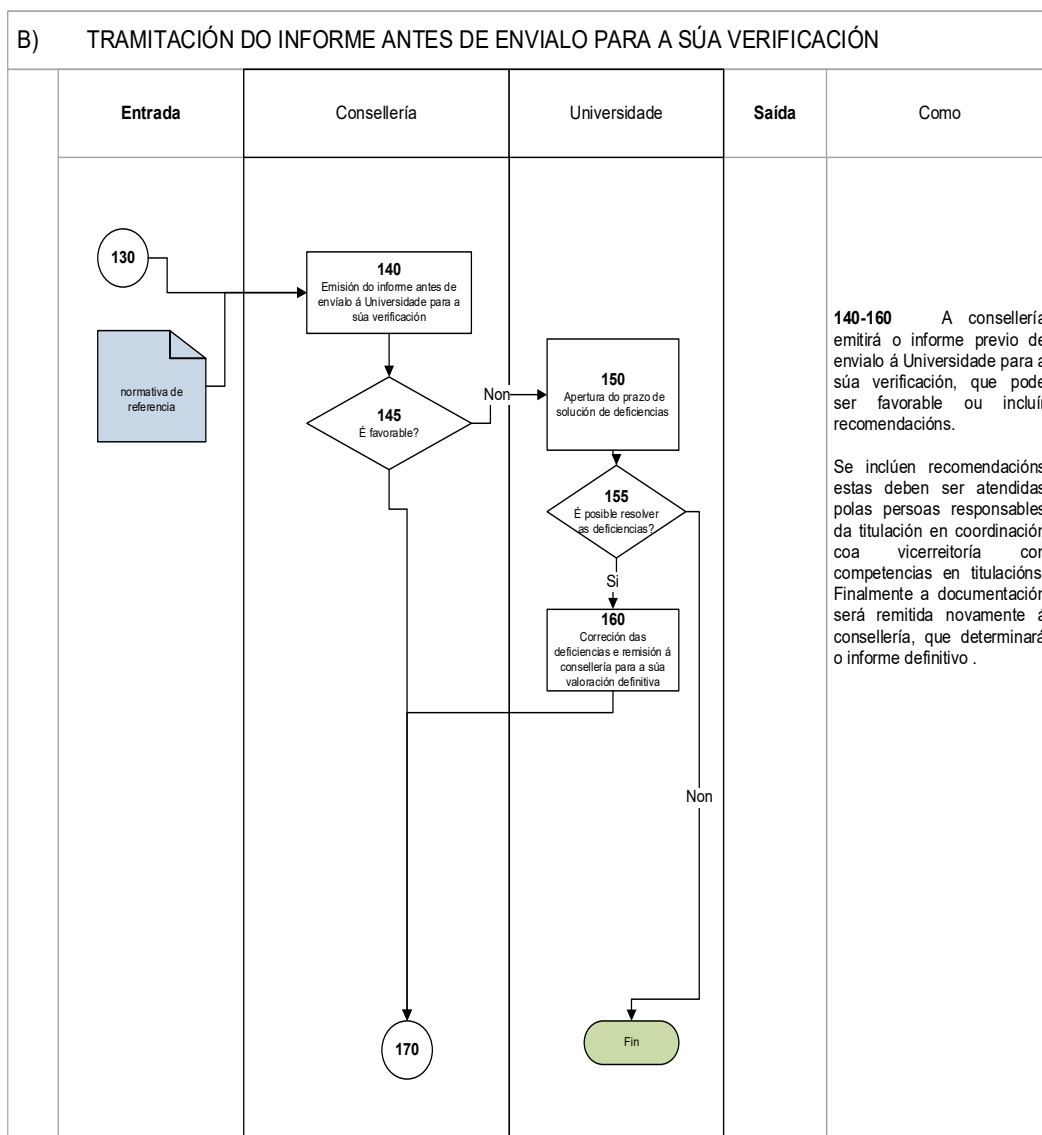 B) TRAMITACIÓN DO INFORME ANTES DE ENVIALO PARA A SÚA VERIFICACIÓN
Entrada
Consellería
Universidade
Saída
Como
130
normativa de
referencia
140
Emisión do informe antes de
envíalo á Universidade para a
súa verificación
145
É favorable?
Non
150
Apertura do prazo de
solución de deficiencias
155
É posible resolver
as deficiencias?
Si
160
Correción das
deficiencias e remisión á
consellería para a súa
valoración definitiva
Non
170
Fin
140-160 A consellería
emitirá o informe previo de
envialo á Universidade para a
súa verificación, que pode
ser favorable ou incluí
recomendacións.
Se inclúen recomendacións
estas deben ser atendidas
polas persoas responsables
da titulación en coordinación
coa vicerreitoría con
competencias en titulacións
Finalmente a documentación
será remitida novamente á
consellería, que determinará
o informe definitivo .